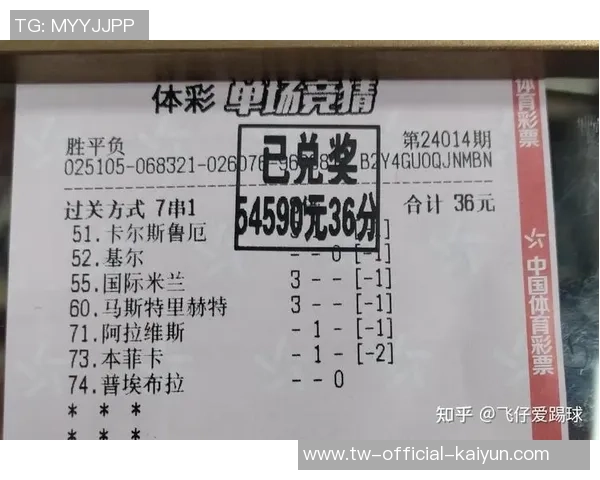 TG: MYYJJPP
体彩 单场竞猜
胜平负 第24014期
025105-068321-026076- B2Y4GUOQJNMBN
已兑奖
54590元36分
过关方式 7串1 合计 36元
51.卡尔斯鲁厄 [-1]
52.基尔 - - 0 [-1]
55.国际米兰 3 - - [-1]
60.马斯特里赫特 3 - - [-1]
71.阿拉维斯 - 1 - [-1]
73.本菲卡 - 1 - [-2]
74.普埃布拉 - - 0
* * *
* * *
体育彩票
中国体育彩票
知乎 @飞仔爱踢球
www.tw-official-kaiyun.com